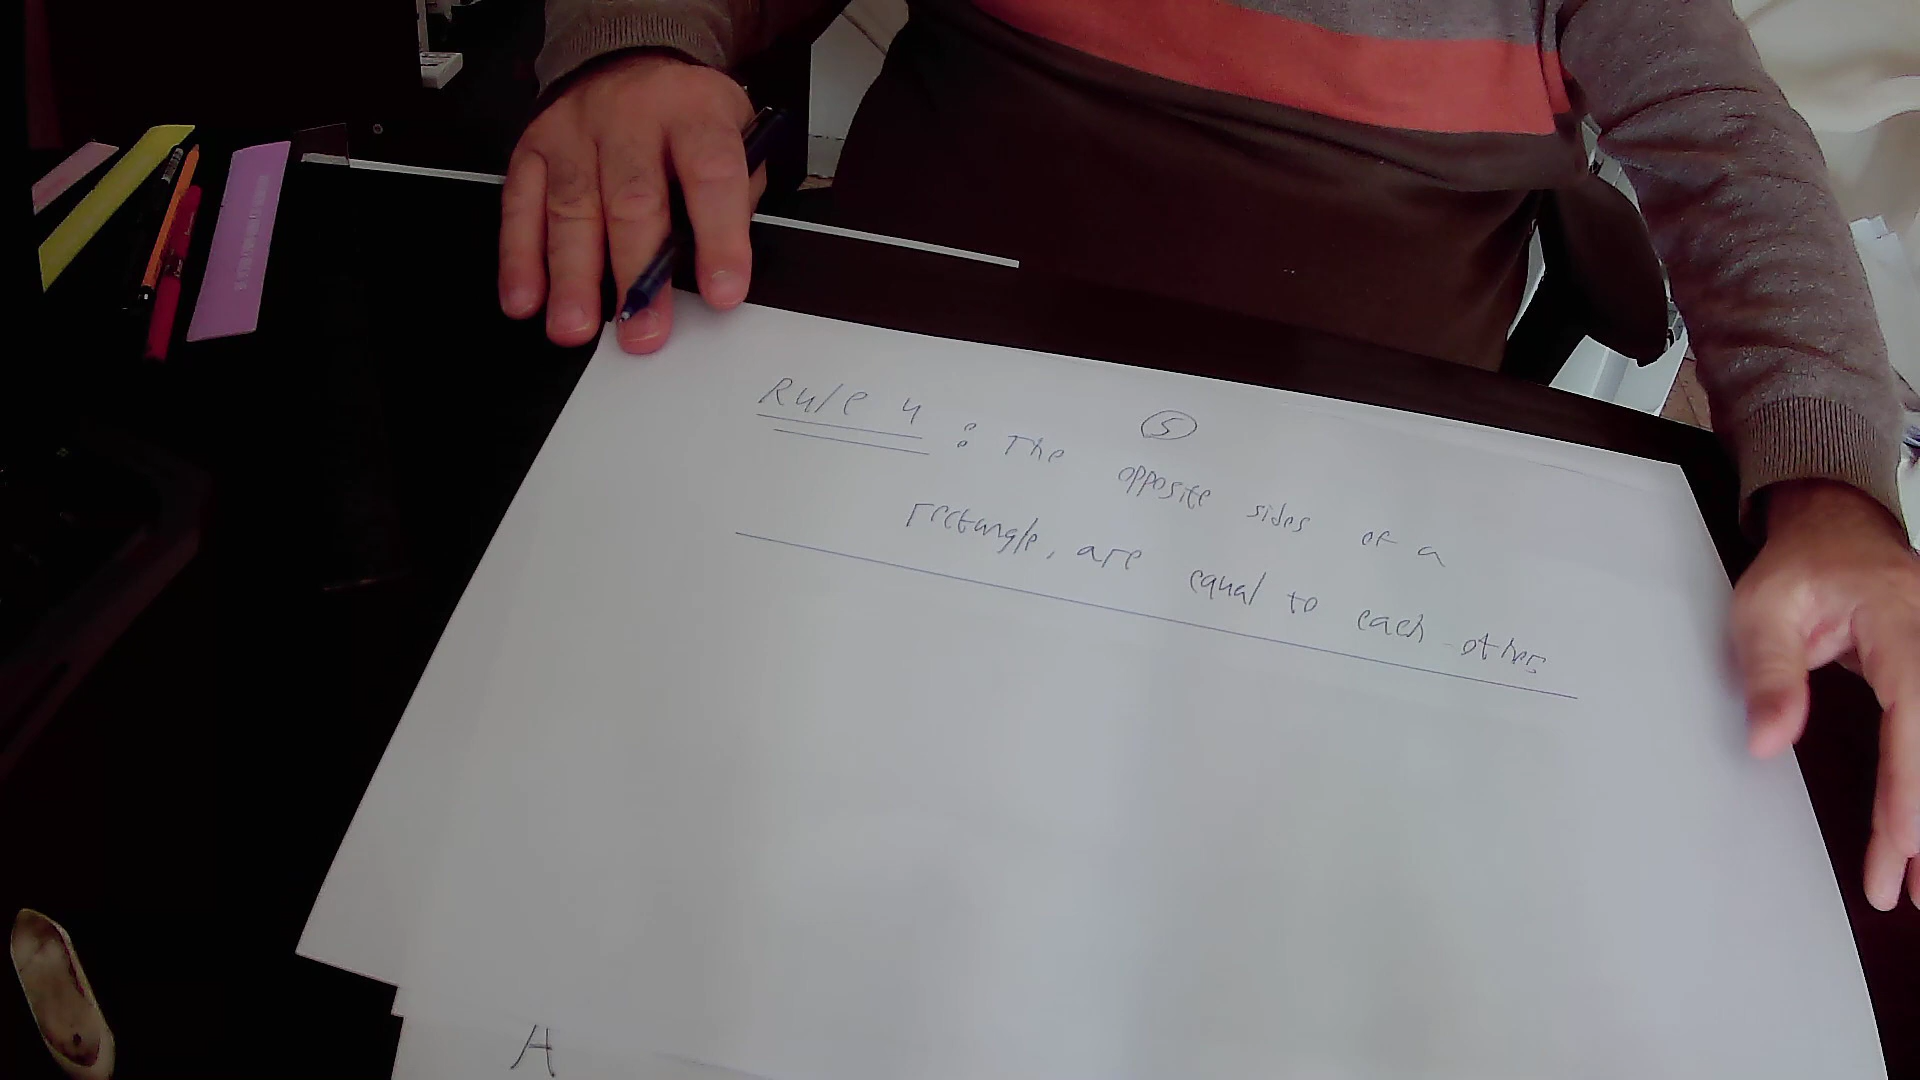 5
Rule 4 : The opposite sides of a
rectangle, are equal to each other
A